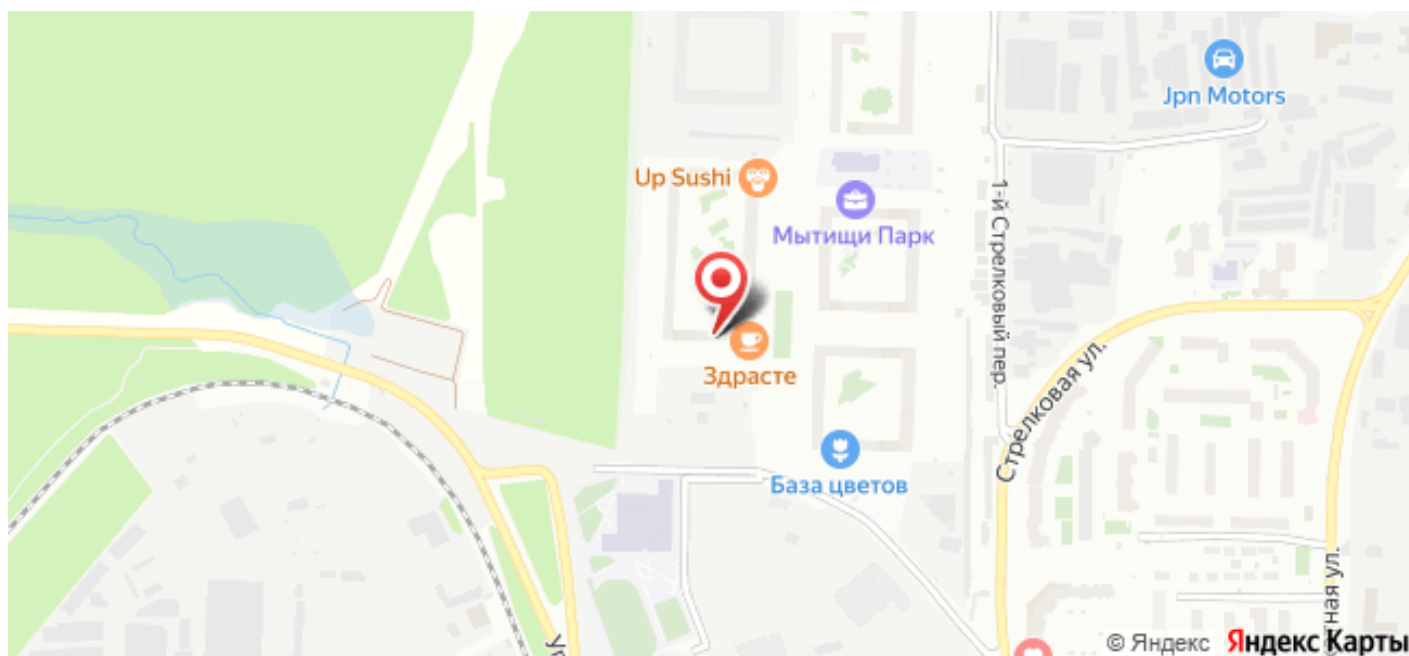 Jpn Motors
Up Sushi
Мытищи Парк
1-й Стрелковый пер.
Здрасте
Стрелковая ул.
База цветов
© Яндекс Яндекс Карты